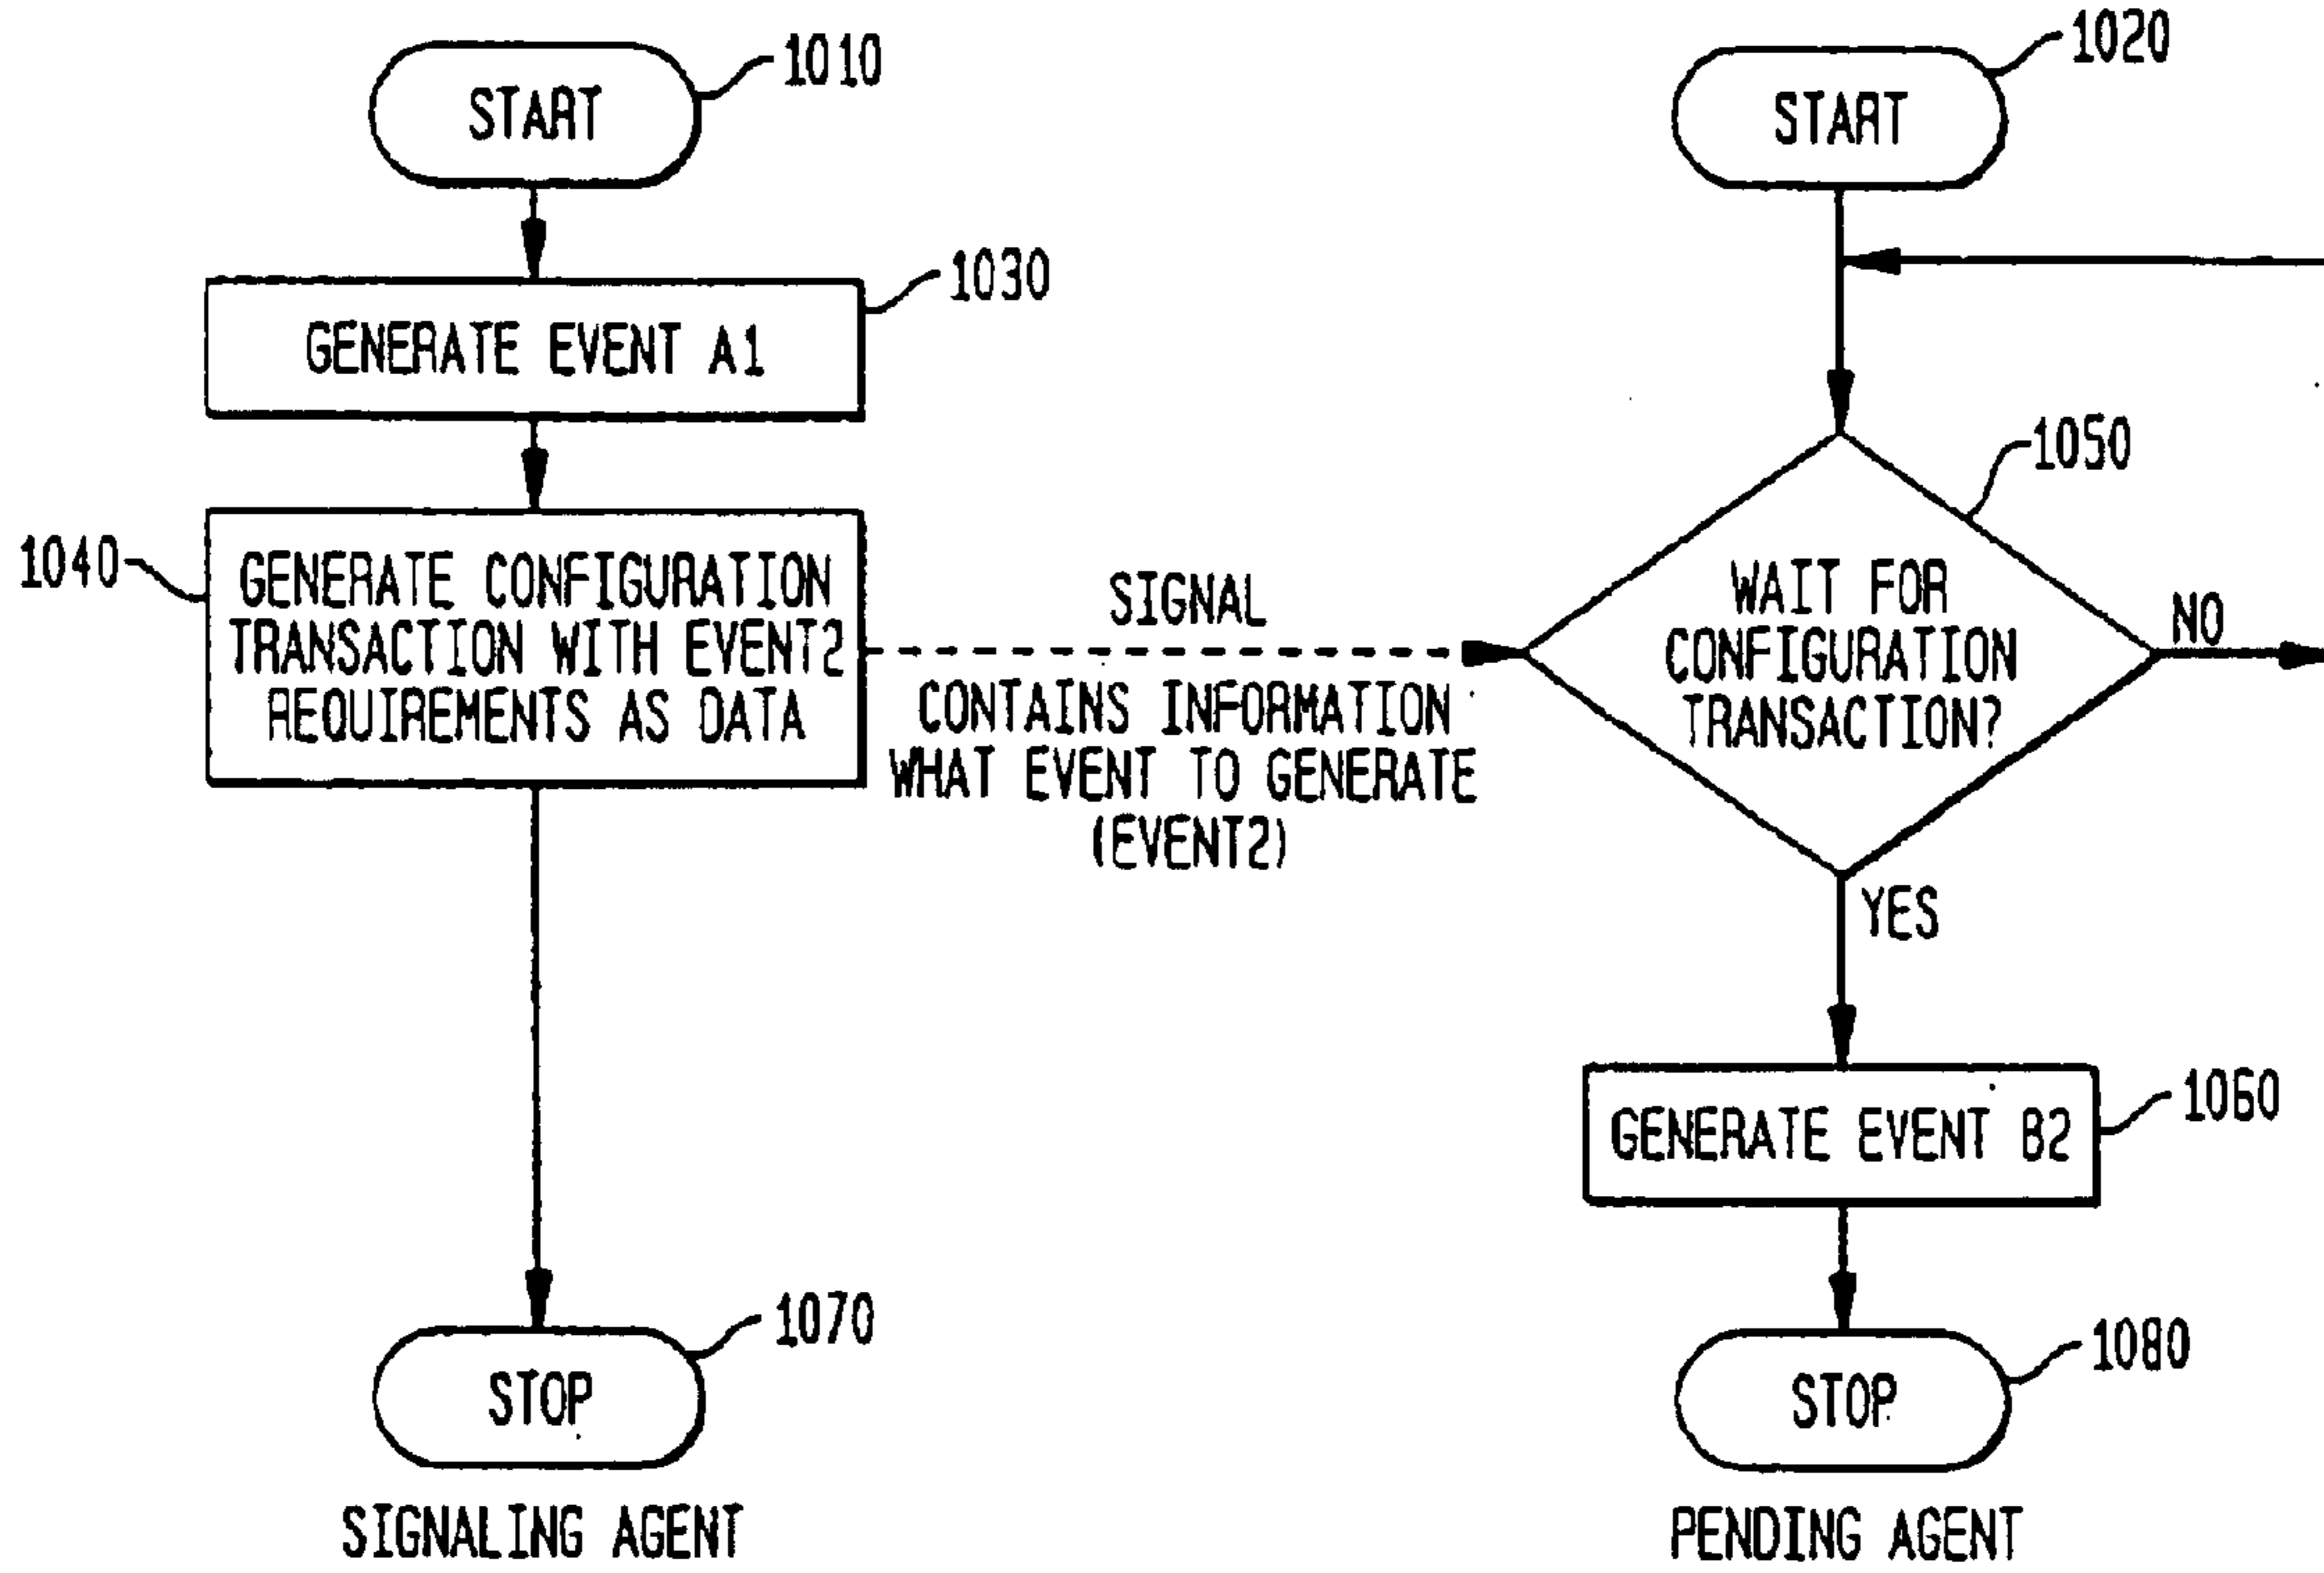 START
1010
GENERATE EVENT A1
1030
1040
GENERATE CONFIGURATION
TRANSACTION WITH EVENT2
REQUIREMENTS AS DATA
SIGNAL
CONTAINS INFORMATION
WHAT EVENT TO GENERATE
(EVENT2)
STOP
1070
SIGNALING AGENT
START
1020
1050
WAIT FOR
CONFIGURATION
TRANSACTION?
NO
YES
GENERATE EVENT B2
1060
STOP
1080
PENDING AGENT